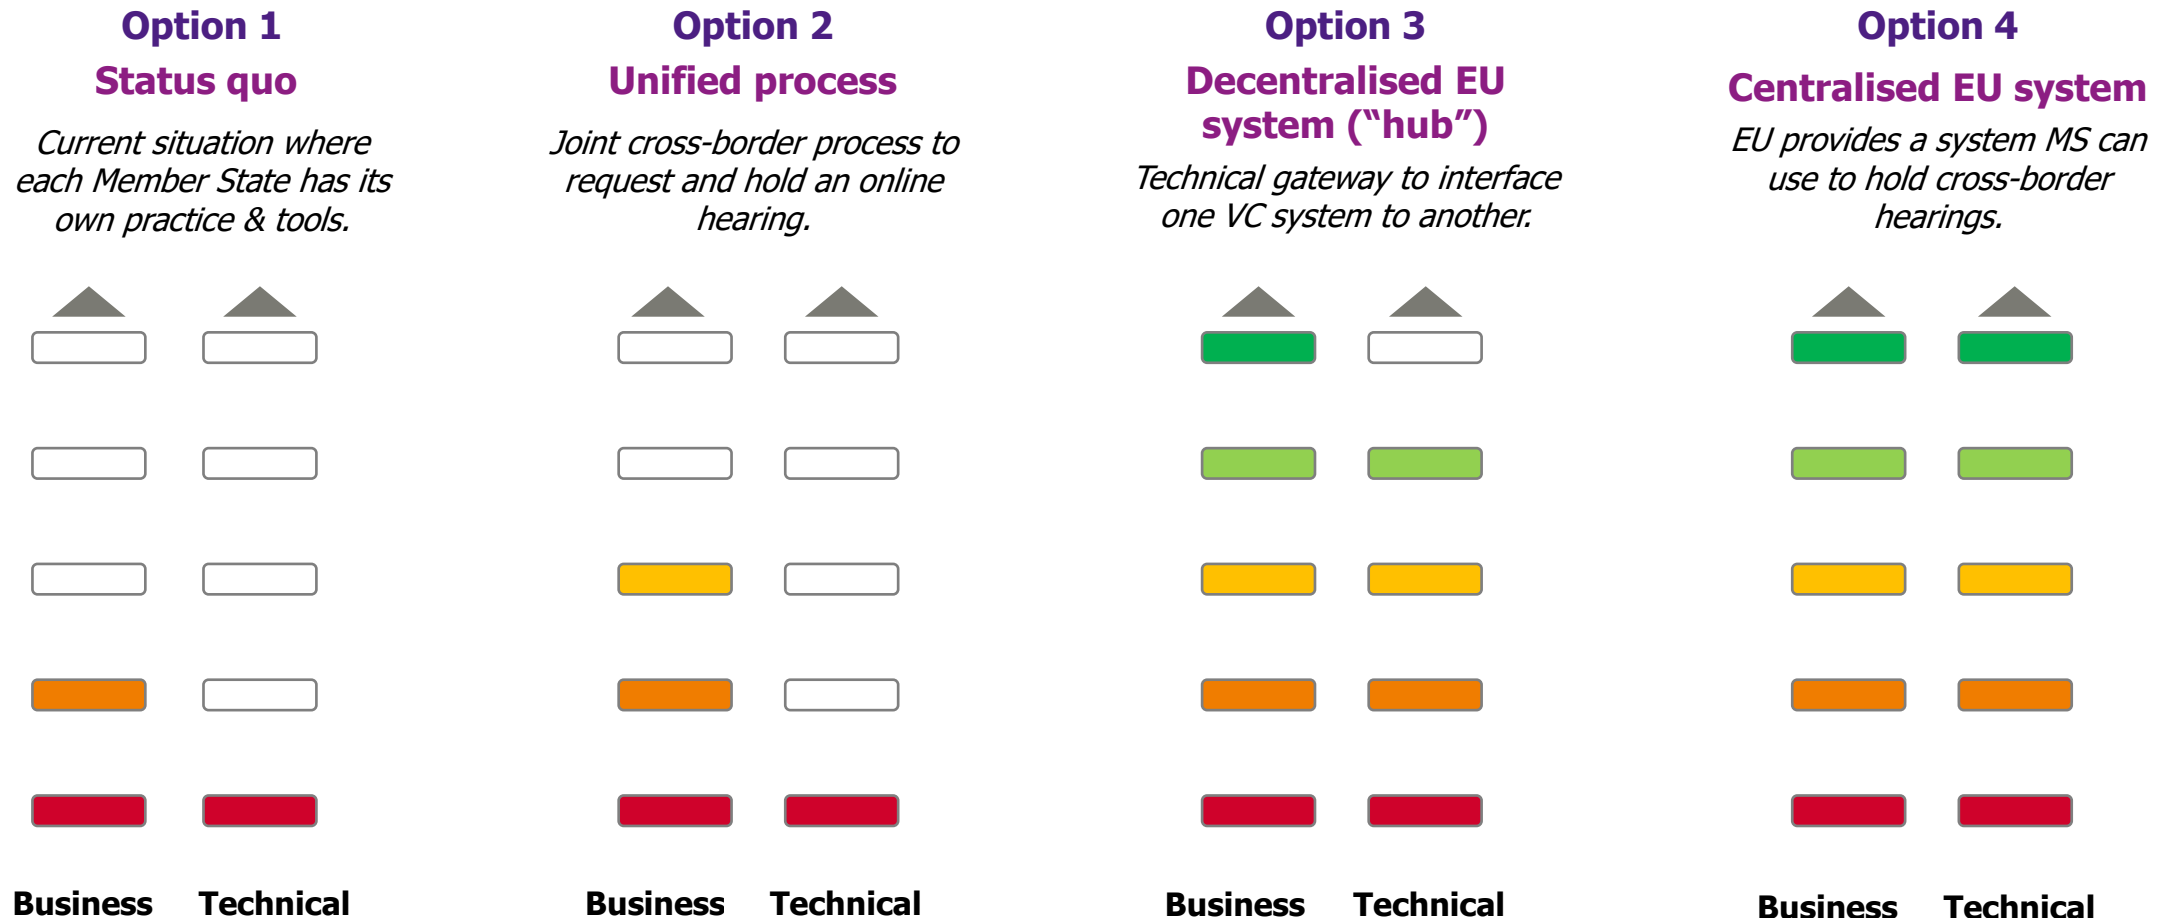 Option 1
Status quo
Current situation where
each Member State has its
own practice & tools.
Business Technical
Option 2
Unified process
Joint cross-border process to
request and hold an online
hearing.
Business Technical
Option 3
Decentralised EU
system (“hub”)
Technical gateway to interface
one VC system to another.
Business Technical
Option 4
Centralised EU system
EU provides a system MS can
use to hold cross-border
hearings.
Business Technical